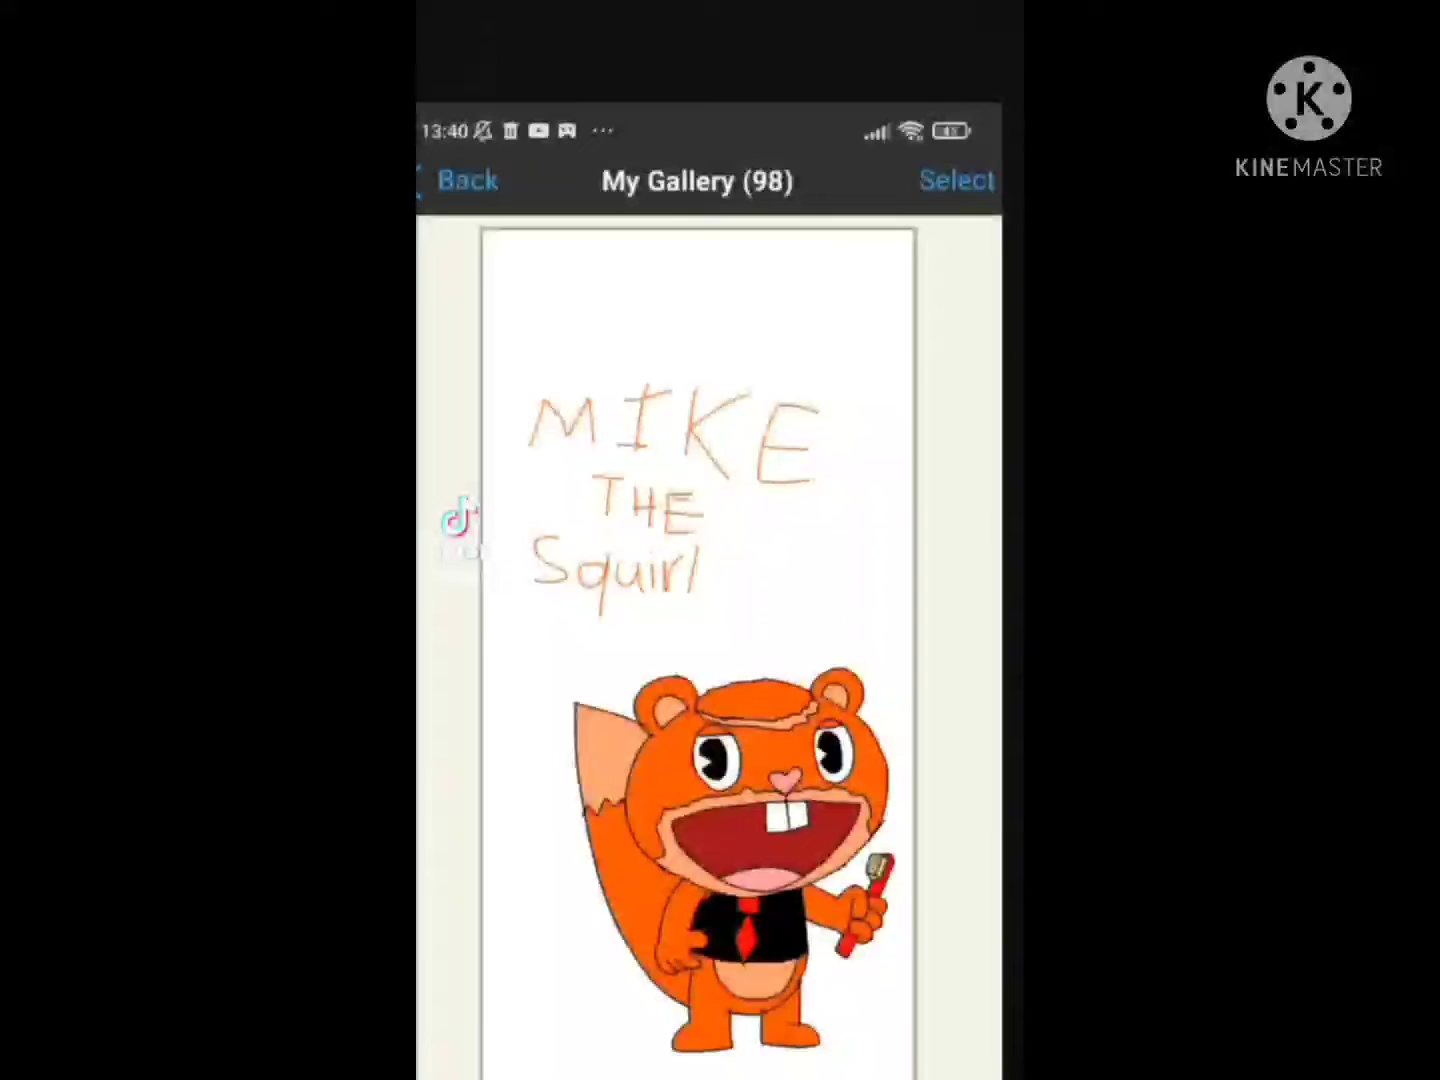 13:40
Back
My Gallery (98)
Select
K
KINEMASTER
MIKE
THE
Squirl